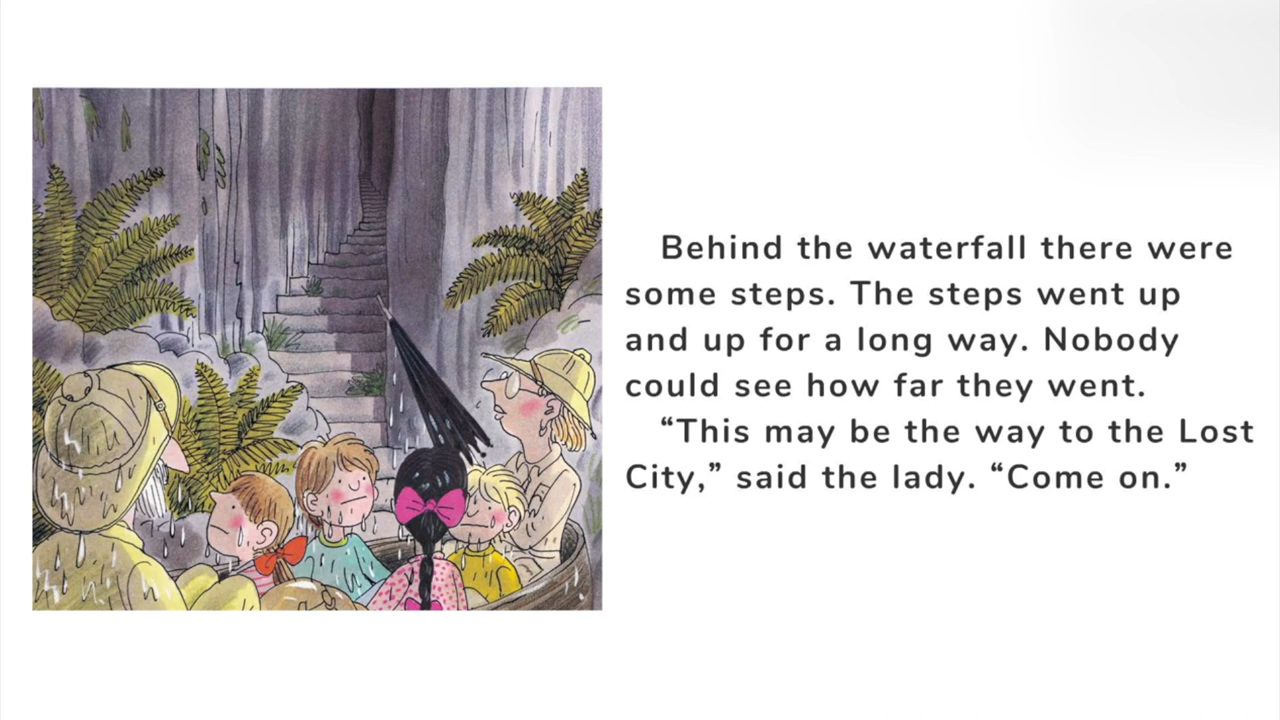 Behind the waterfall there were
some steps. The steps went up
and up for a long way. Nobody
could see how far they went.
“This may be the way to the Lost
City,” said the lady. “Come on.”